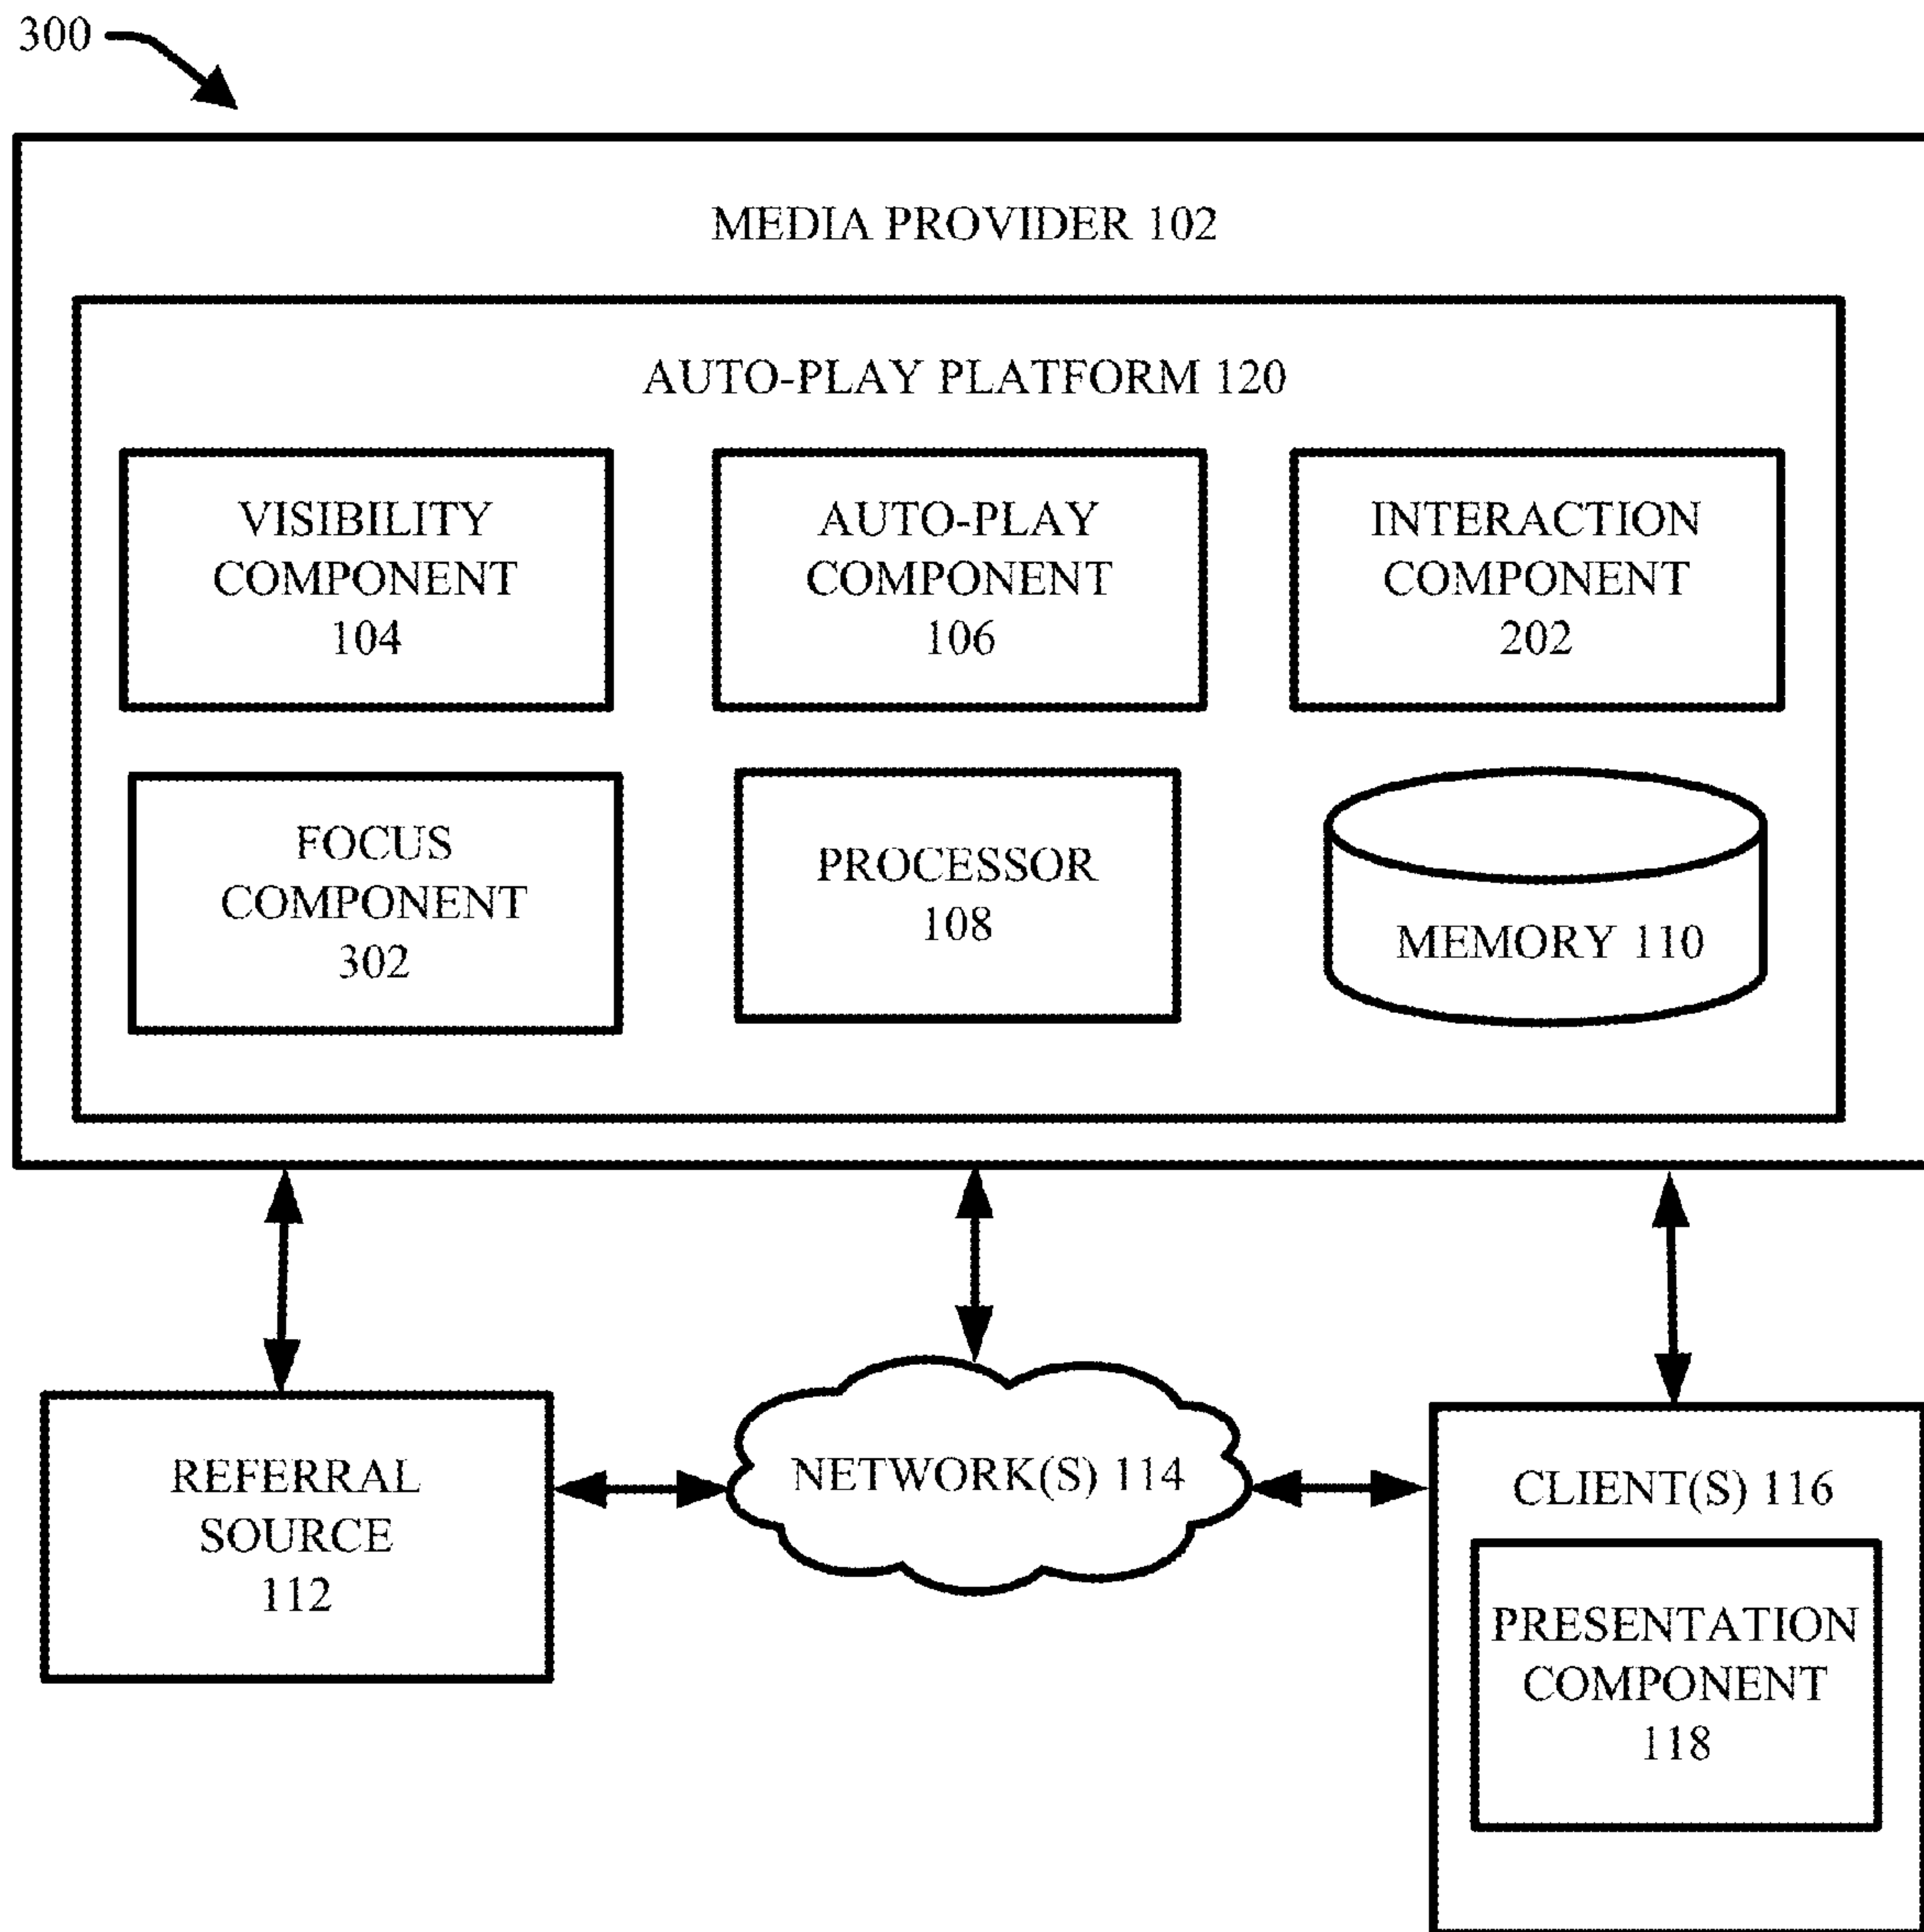 300
MEDIA PROVIDER 102
AUTO-PLAY PLATFORM 120
VISIBILITY
COMPONENT
104
AUTO-PLAY
COMPONENT
106
INTERACTION
COMPONENT
202
FOCUS
COMPONENT
302
PROCESSOR
108
MEMORY 110
REFERRAL
SOURCE
112
NETWORK(S) 114
CLIENT(S) 116
PRESENTATION
COMPONENT
118